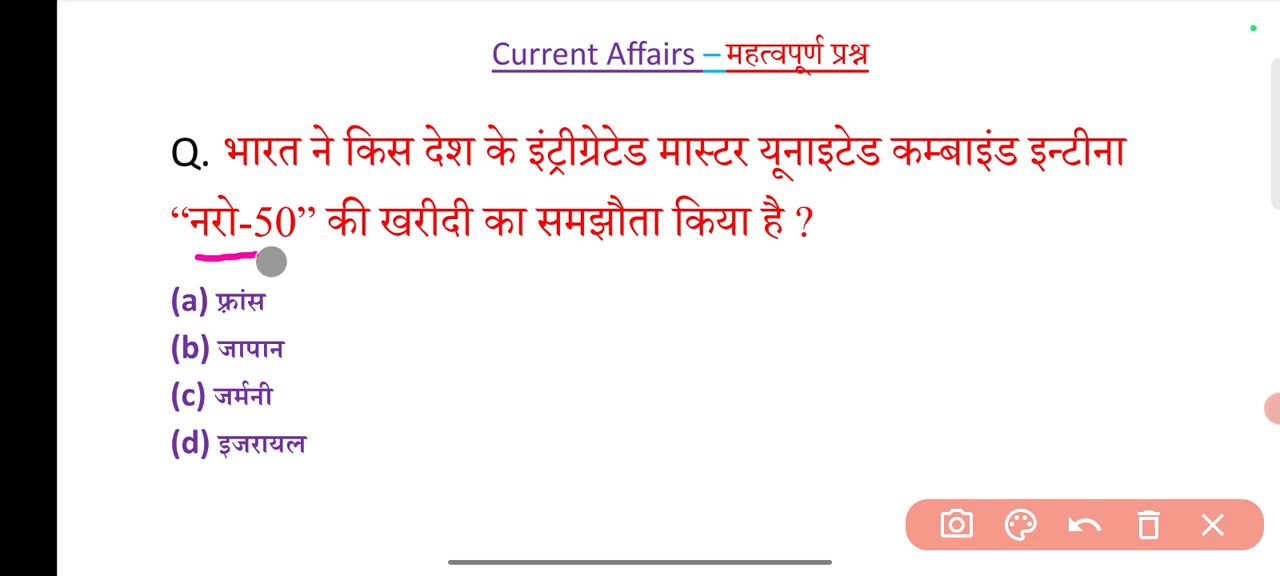 Current Affairs – महत्वपूर्ण प्रश्न
Q. भारत ने किस देश के इंट्रीग्रेटेड मास्टर यूनाइटेड कम्बाइंड इन्टीना
“नरो-50” की खरीदी का समझौता किया है ?
(a) फ़्रांस
(b) जापान
(c) जर्मनी
(d) इजरायल